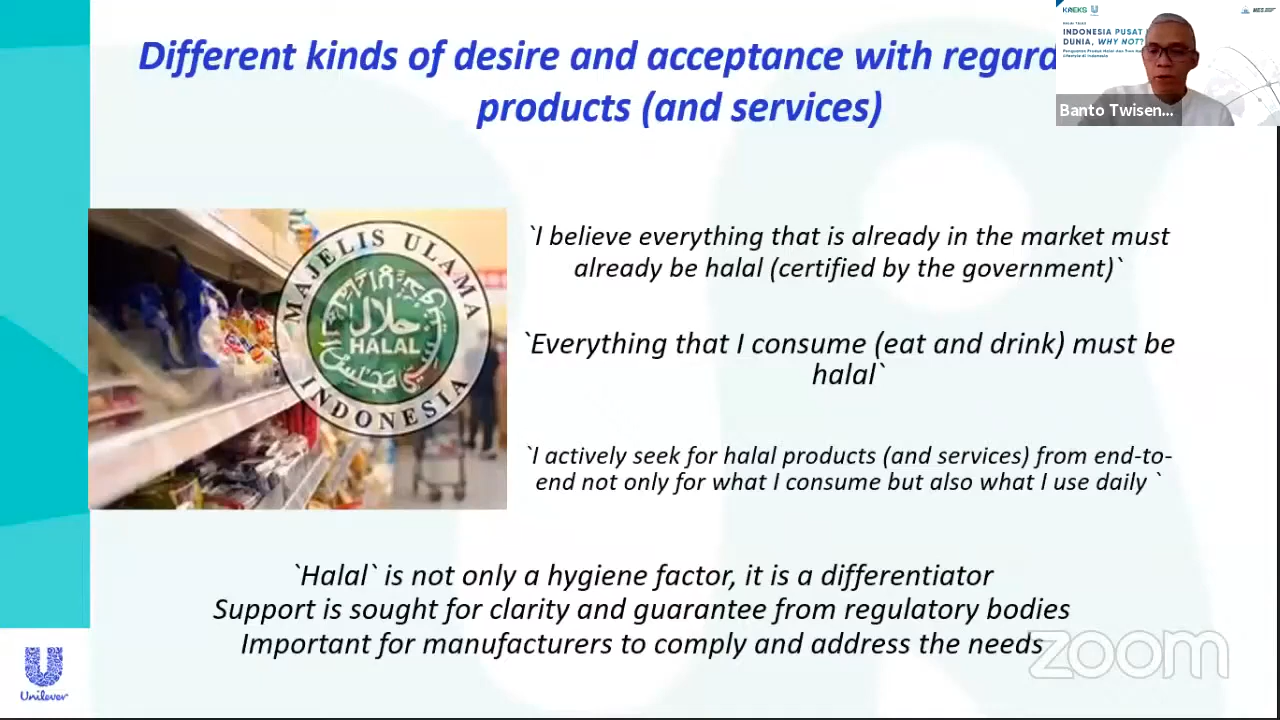 Different kinds of desire and acceptance with regard
products (and services)
KNEKS
INDONESIA PUSAT
DUNIA, WHY NOT?
Banto Twisen...
MAJELIS ULAMA
حلال
HALAL
INDONESIA
`I believe everything that is already in the market must
already be halal (certified by the government)`
`Everything that I consume (eat and drink) must be
halal`
`I actively seek for halal products (and services) from end-to-
end not only for what I consume but also what I use daily `
`Halal` is not only a hygiene factor, it is a differentiator
Support is sought for clarity and guarantee from regulatory bodies
Important for manufacturers to comply and address the needs
zoom
Unilever